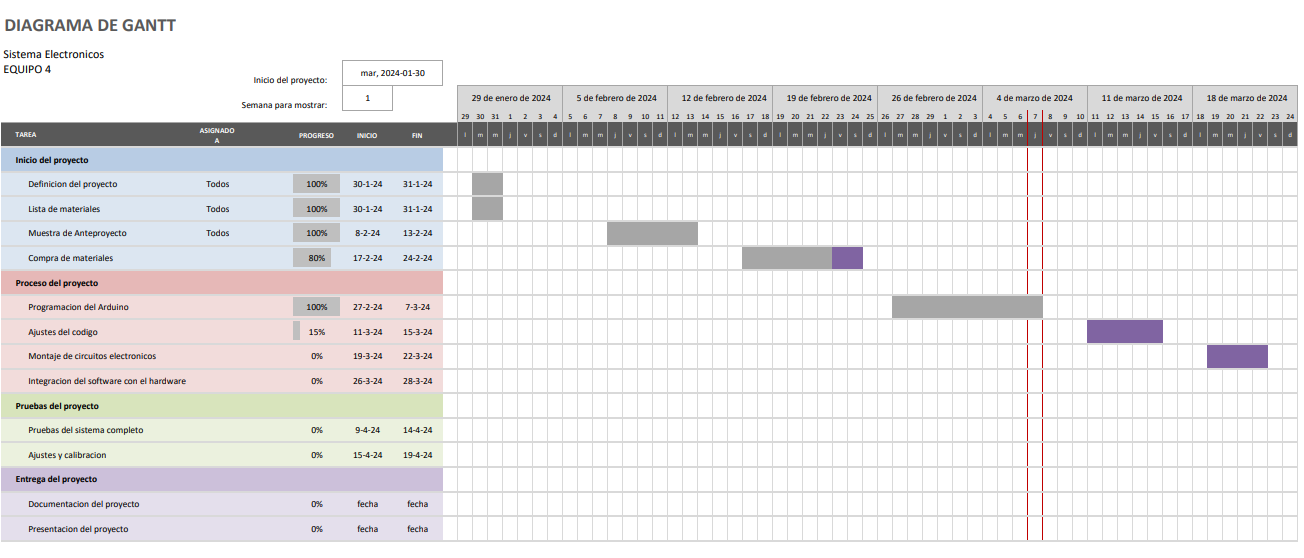 DIAGRAMA DE GANTT
Sistema Electronicos
EQUIPO 4
Inicio del proyecto: mar, 2024-01-30
Semana para mostrar: 1
29 de enero de 2024 5 de febrero de 2024 12 de febrero de 2024 19 de febrero de 2024 26 de febrero de 2024 4 de marzo de 2024 11 de marzo de 2024 18 de marzo de 2024
29 30 31 1 2 3 4 5 6 7 8 9 10 11 12 13 14 15 16 17 18 19 20 21 22 23 24 25 26 27 28 29 1 2 3 4 5 6 7 8 9 10 11 12 13 14 15 16 17 18 19 20 21 22 23 24
TAREA ASIGNADO A PROGRESO INICIO FIN l m m j v s d l m m j v s d l m m j v s d l m m j v s d l m m j v s d l m m j v s d l m m j v s d l m m j v s d
Inicio del proyecto
Definicion del proyecto Todos 100% 30-1-24 31-1-24
Lista de materiales Todos 100% 30-1-24 31-1-24
Muestra de Anteproyecto Todos 100% 8-2-24 13-2-24
Compra de materiales 80% 17-2-24 24-2-24
Proceso del proyecto
Programacion del Arduino 100% 27-2-24 7-3-24
Ajustes del codigo 15% 11-3-24 15-3-24
Montaje de circuitos electronicos 0% 19-3-24 22-3-24
Integracion del software con el hardware 0% 26-3-24 28-3-24
Pruebas del proyecto
Pruebas del sistema completo 0% 9-4-24 14-4-24
Ajustes y calibracion 0% 15-4-24 19-4-24
Entrega del proyecto
Documentacion del proyecto 0% fecha fecha
Presentacion del proyecto 0% fecha fecha